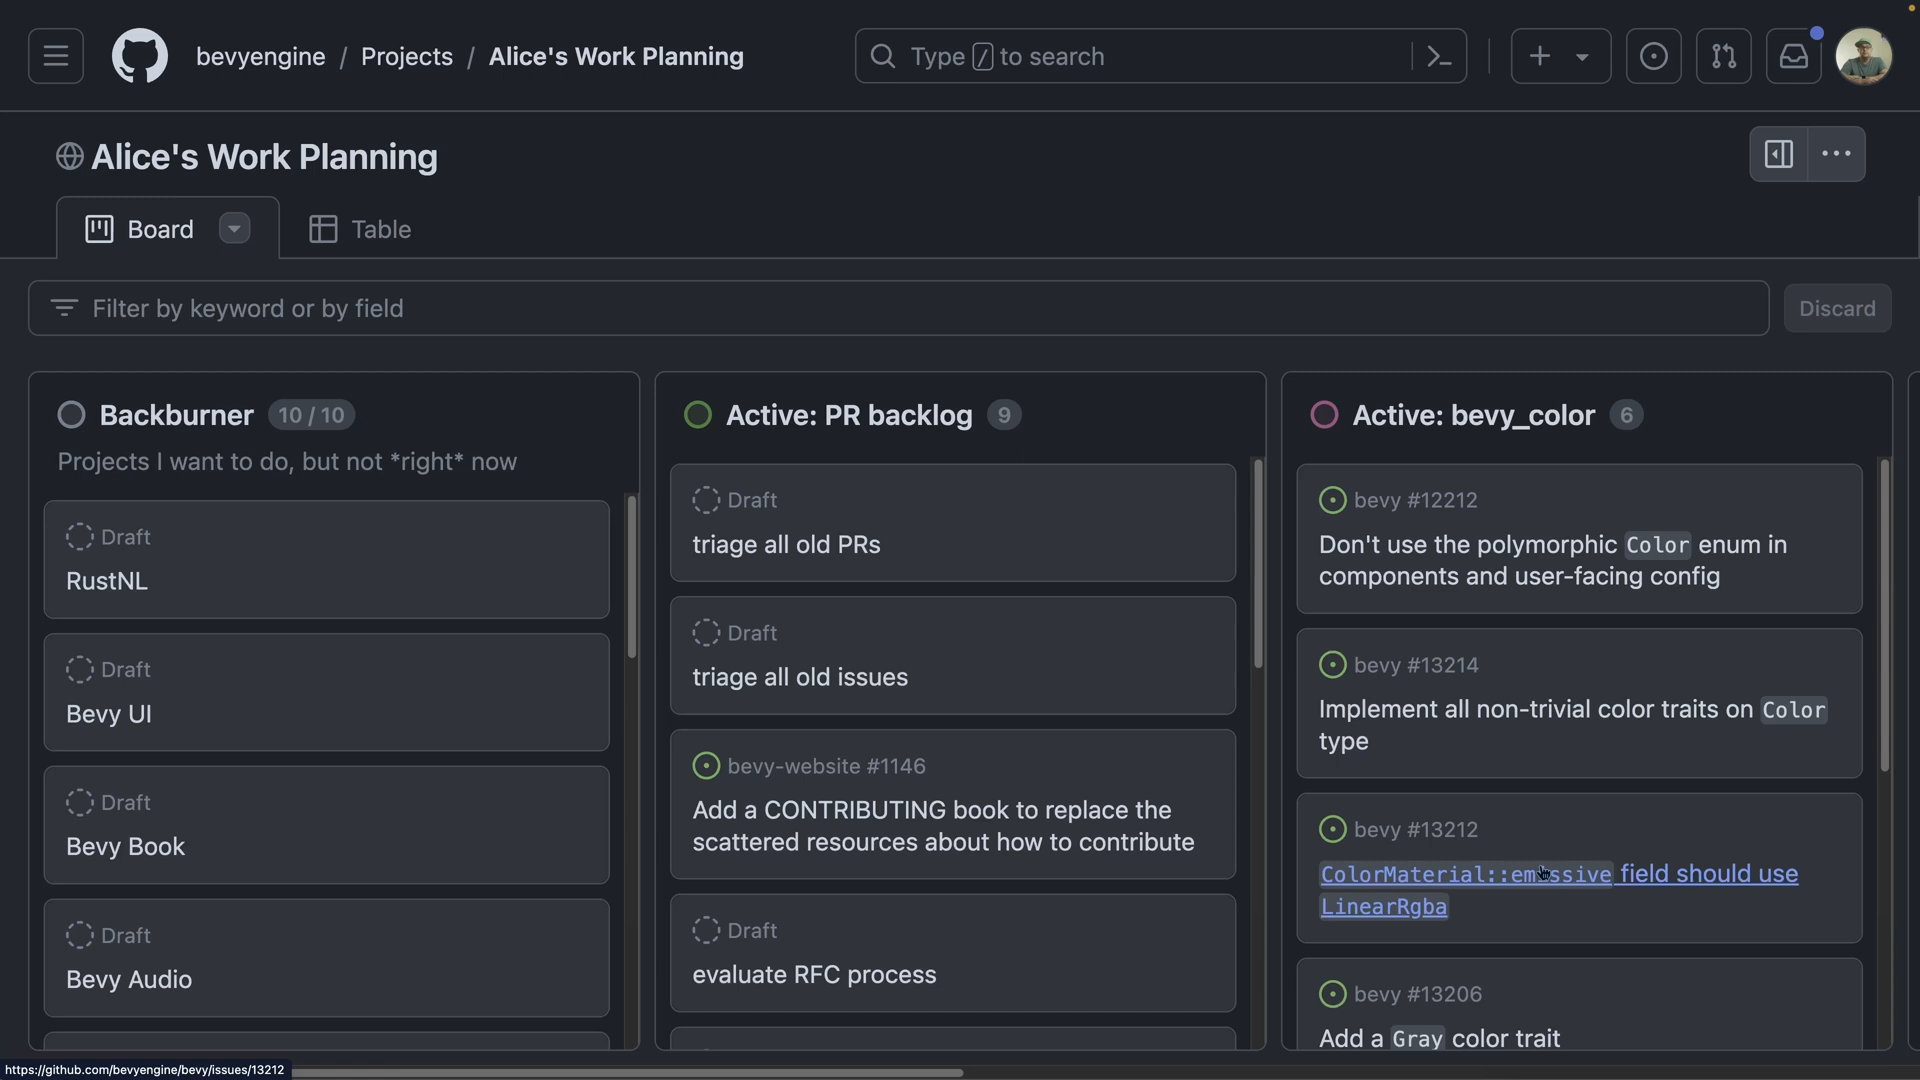 bevyengine / Projects / Alice's Work Planning
Type / to search
Alice's Work Planning
Board
Table
Filter by keyword or by field
Discard
Backburner 10 / 10
Projects I want to do, but not *right* now
Draft
RustNL
Draft
Bevy UI
Draft
Bevy Book
Draft
Bevy Audio
Active: PR backlog 9
Draft
triage all old PRs
Draft
triage all old issues
bevy-website #1146
Add a CONTRIBUTING book to replace the
scattered resources about how to contribute
Draft
evaluate RFC process
Active: bevy_color 6
bevy #12212
Don't use the polymorphic Color enum in
components and user-facing config
bevy #13214
Implement all non-trivial color traits on Color
type
bevy #13212
ColorMaterial::emissive field should use
LinearRgba
bevy #13206
Add a Gray color trait
https://github.com/bevyengine/bevy/issues/13212